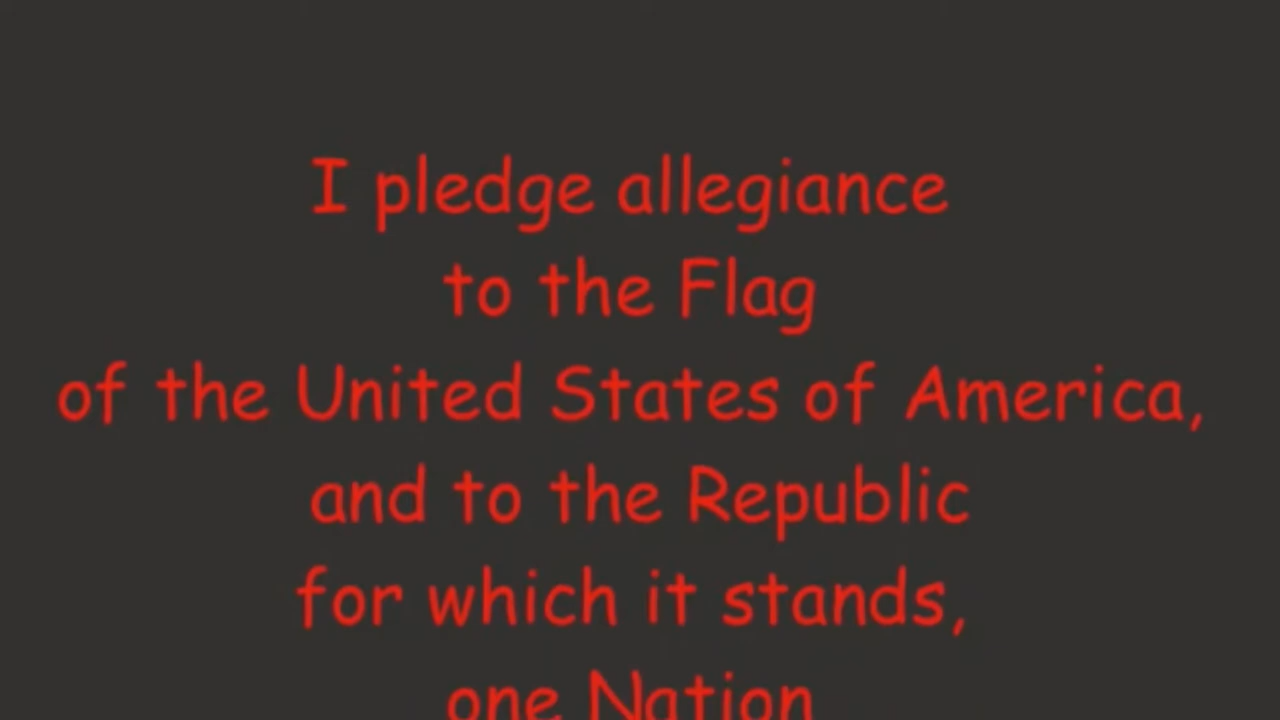 I pledge allegiance
to the Flag
of the United States of America,
and to the Republic
for which it stands,
one Nation